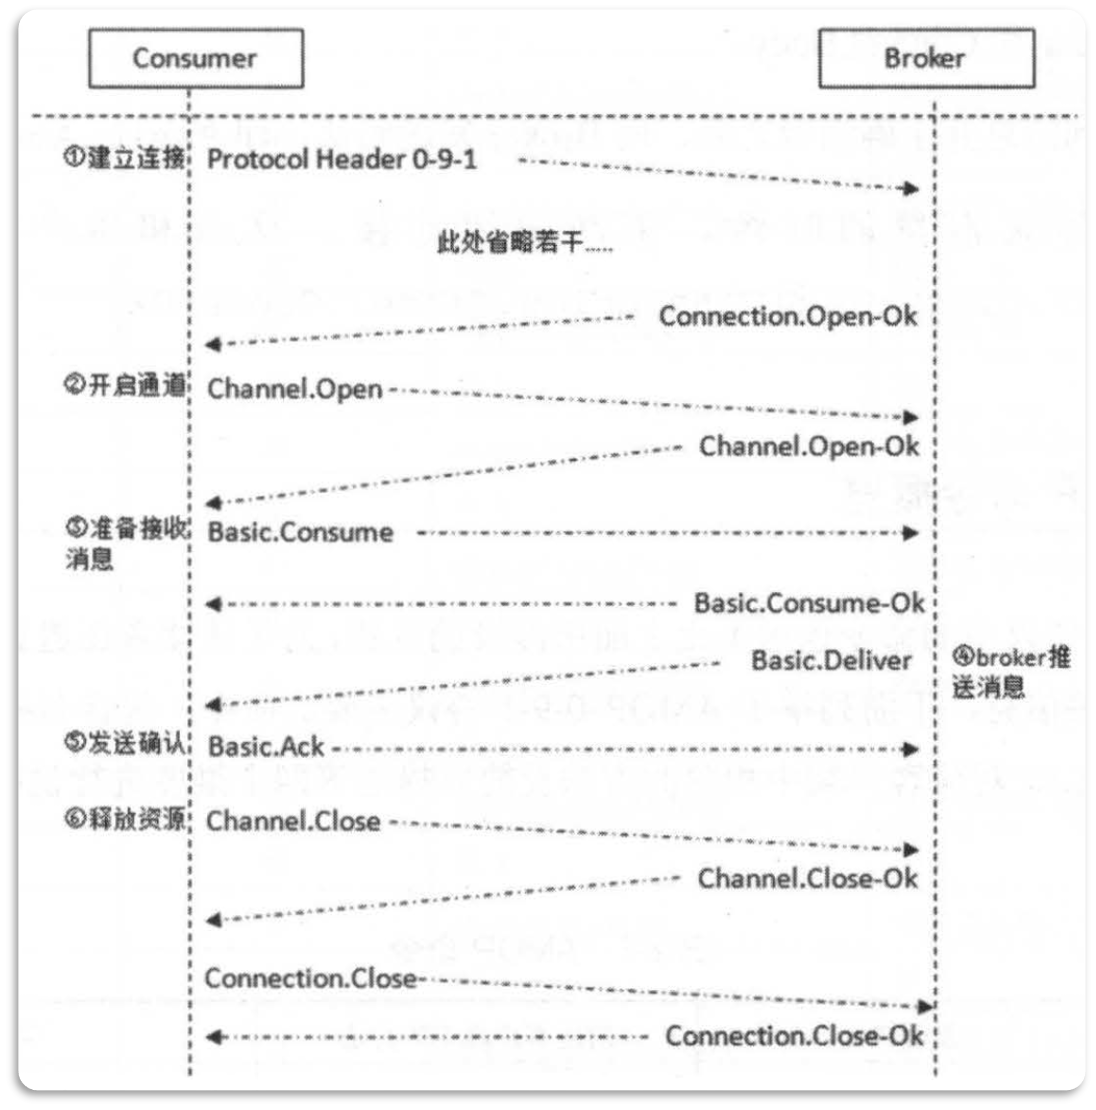 Consumer
Broker
①建立连接
Protocol Header 0-9-1
此处省略若干......
Connection.Open-Ok
②开启通道
Channel.Open
Channel.Open-Ok
③准备接收
消息
Basic.Consume
Basic.Consume-Ok
Basic.Deliver
④broker推
送消息
⑤发送确认
Basic.Ack
⑥释放资源
Channel.Close
Channel.Close-Ok
Connection.Close
Connection.Close-Ok